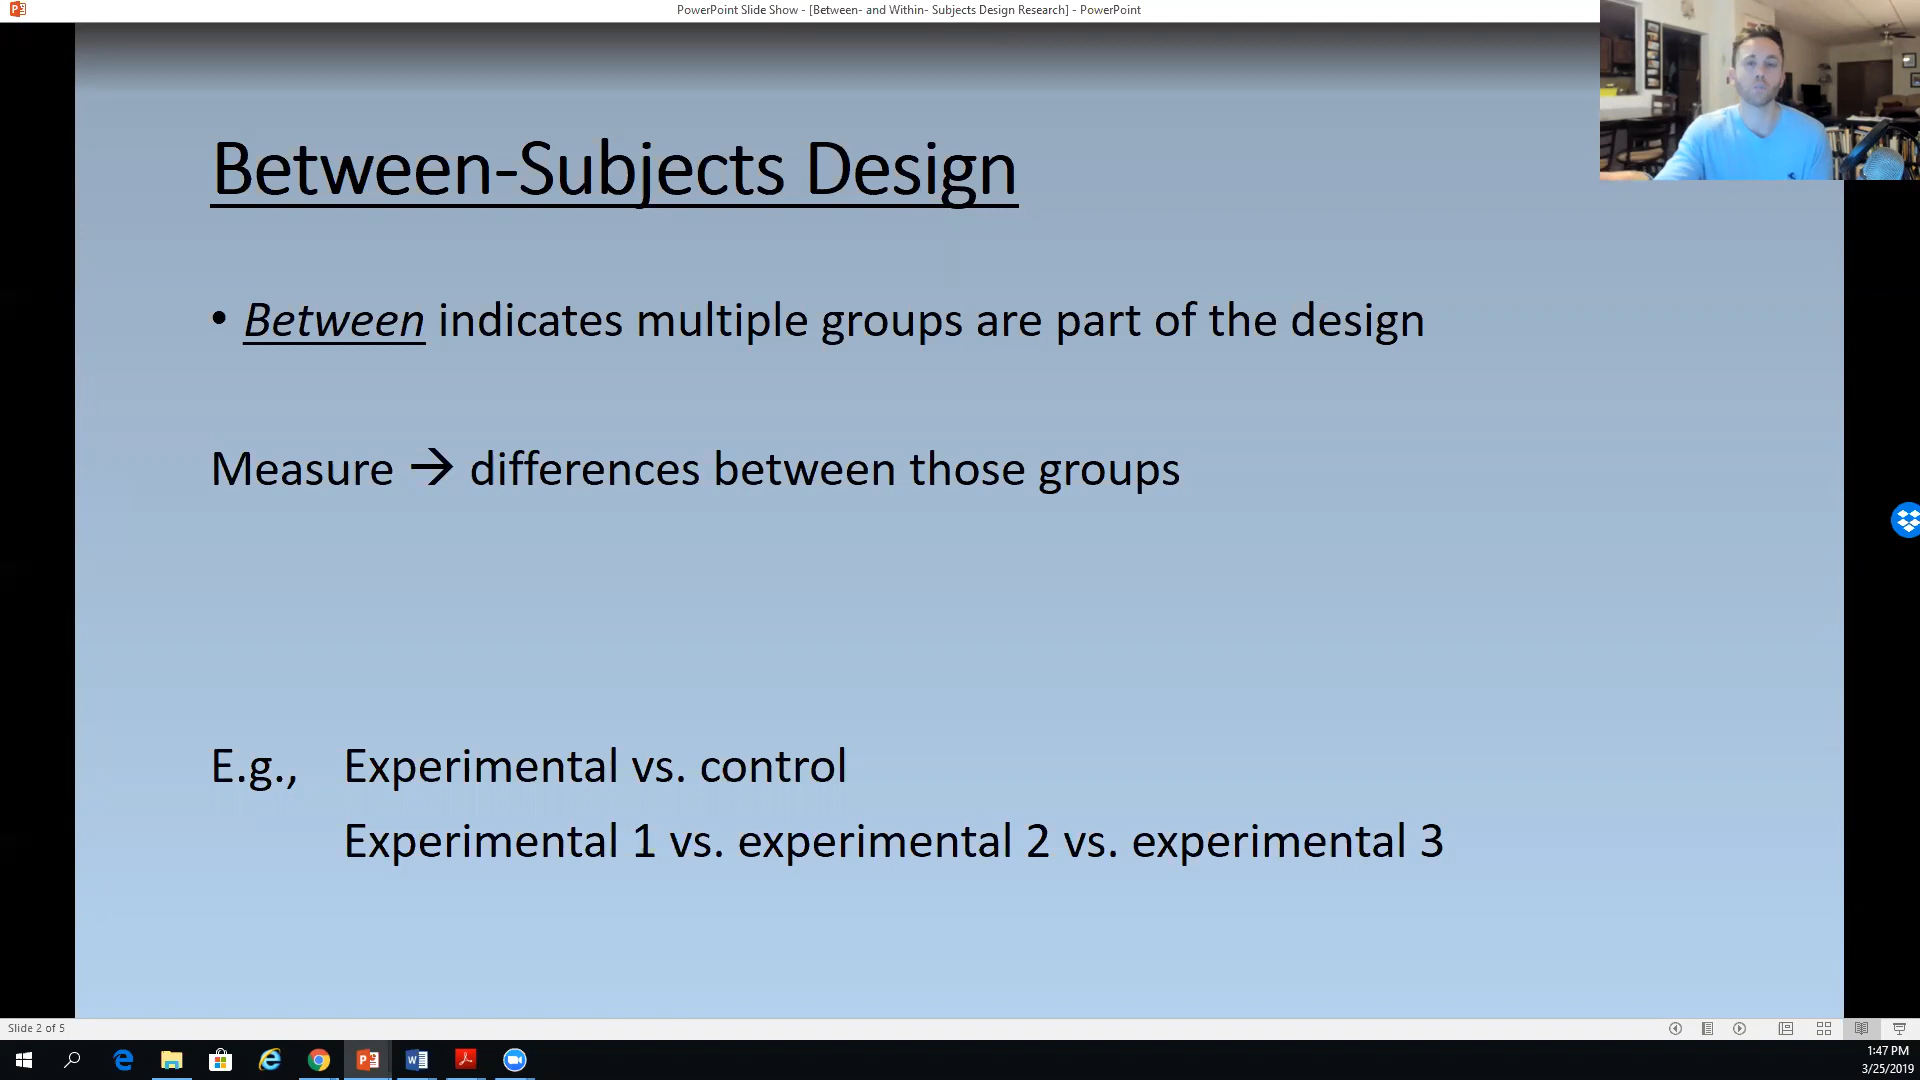 PowerPoint Slide Show - [Between- and Within- Subjects Design Research] - PowerPoint
Between-Subjects Design
• Between indicates multiple groups are part of the design
Measure → differences between those groups
E.g., Experimental vs. control
Experimental 1 vs. experimental 2 vs. experimental 3
Slide 2 of 5
1:47 PM
3/25/2019